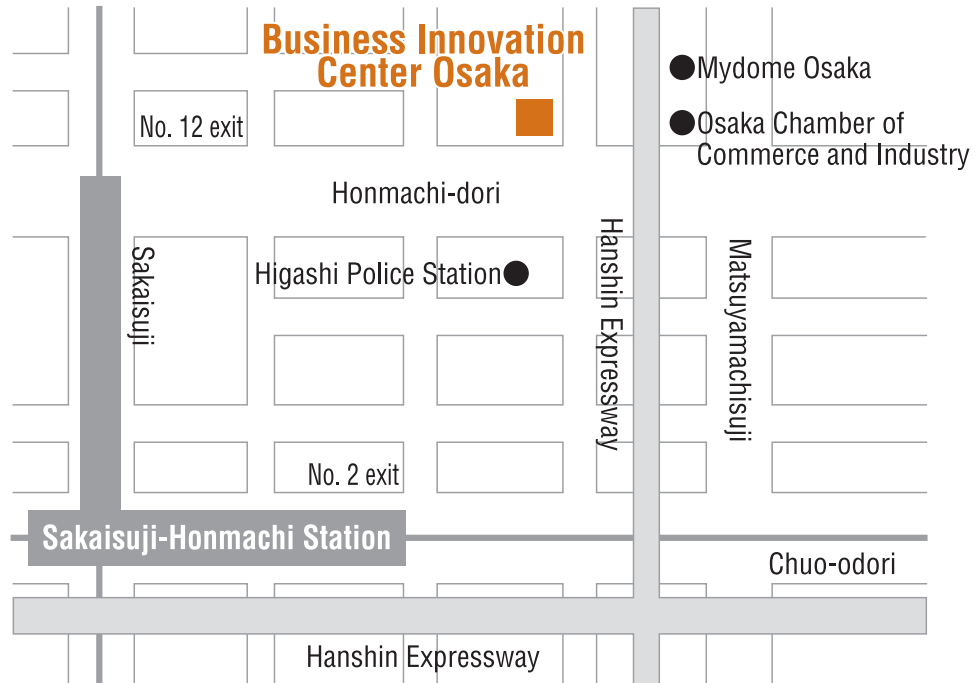 Business Innovation
Center Osaka
Mydome Osaka
No. 12 exit
Osaka Chamber of
Commerce and Industry
Honmachi-dori
Sakaisuji
Higashi Police Station
Hanshin Expressway
Matsuyamachisuji
No. 2 exit
Sakaisuji-Honmachi Station
Chuo-odori
Hanshin Expressway